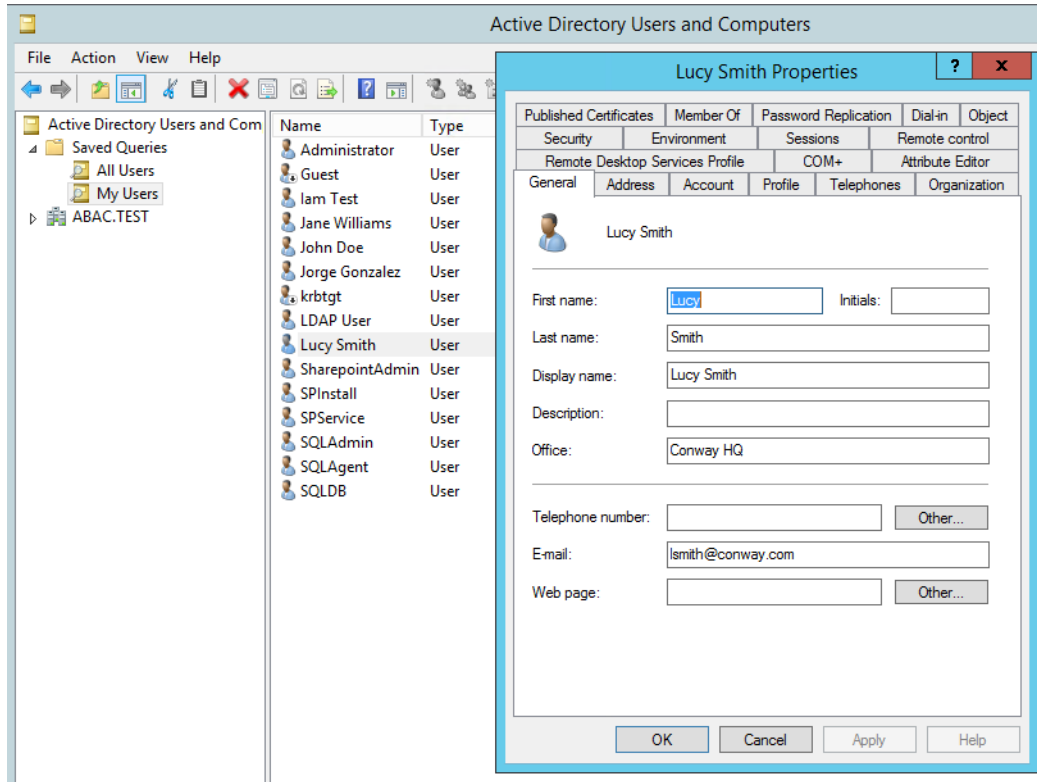 Active Directory Users and Computers
File Action View Help
Active Directory Users and Com
Saved Queries
All Users
My Users
ABAC.TEST
Name Type
Administrator User
Guest User
Iam Test User
Jane Williams User
John Doe User
Jorge Gonzalez User
krbtgt User
LDAP User User
Lucy Smith User
SharepointAdmin User
SPInstall User
SPService User
SQLAdmin User
SQLAgent User
SQLDB User
Lucy Smith Properties
? x
Published Certificates Member Of Password Replication Dial-in Object
Security Environment Sessions Remote control
Remote Desktop Services Profile COM+ Attribute Editor
General Address Account Profile Telephones Organization
Lucy Smith
First name: Lucy Initials:
Last name: Smith
Display name: Lucy Smith
Description:
Office: Conway HQ
Telephone number: Other...
E-mail: lsmith@conway.com
Web page: Other...
OK Cancel Apply Help